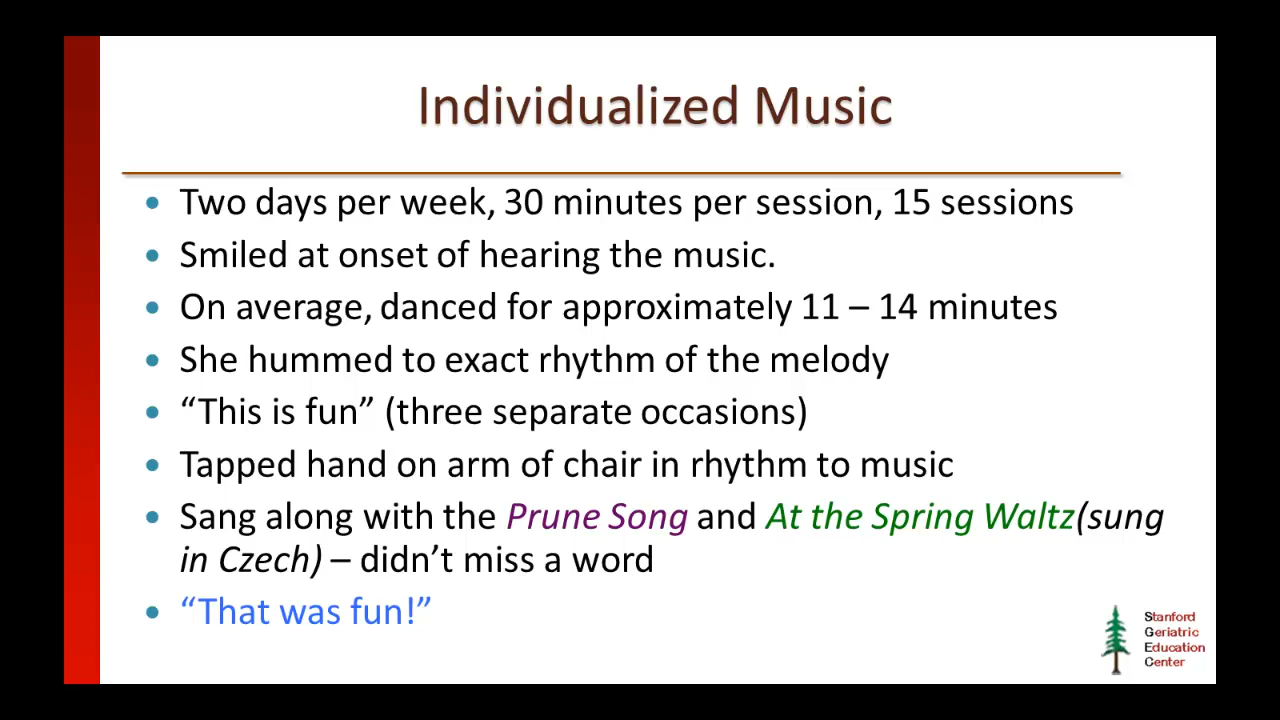 Individualized Music
• Two days per week, 30 minutes per session, 15 sessions
• Smiled at onset of hearing the music.
• On average, danced for approximately 11 – 14 minutes
• She hummed to exact rhythm of the melody
• “This is fun” (three separate occasions)
• Tapped hand on arm of chair in rhythm to music
• Sang along with the Prune Song and At the Spring Waltz(sung
in Czech) – didn’t miss a word
• “That was fun!”
Stanford
Geriatric
Education
Center